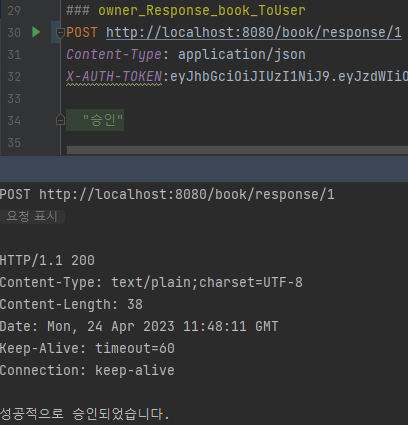 29 ### owner_Response_book_ToUser
30 POST http://localhost:8080/book/response/1
31 Content-Type: application/json
32 X-AUTH-TOKEN:eyJhbGciOiJIUzI1NiJ9.eyJzdWIiO
33
34 "승인"
35
POST http://localhost:8080/book/response/1
요청 표시
HTTP/1.1 200
Content-Type: text/plain;charset=UTF-8
Content-Length: 38
Date: Mon, 24 Apr 2023 11:48:11 GMT
Keep-Alive: timeout=60
Connection: keep-alive
성공적으로 승인되었습니다.